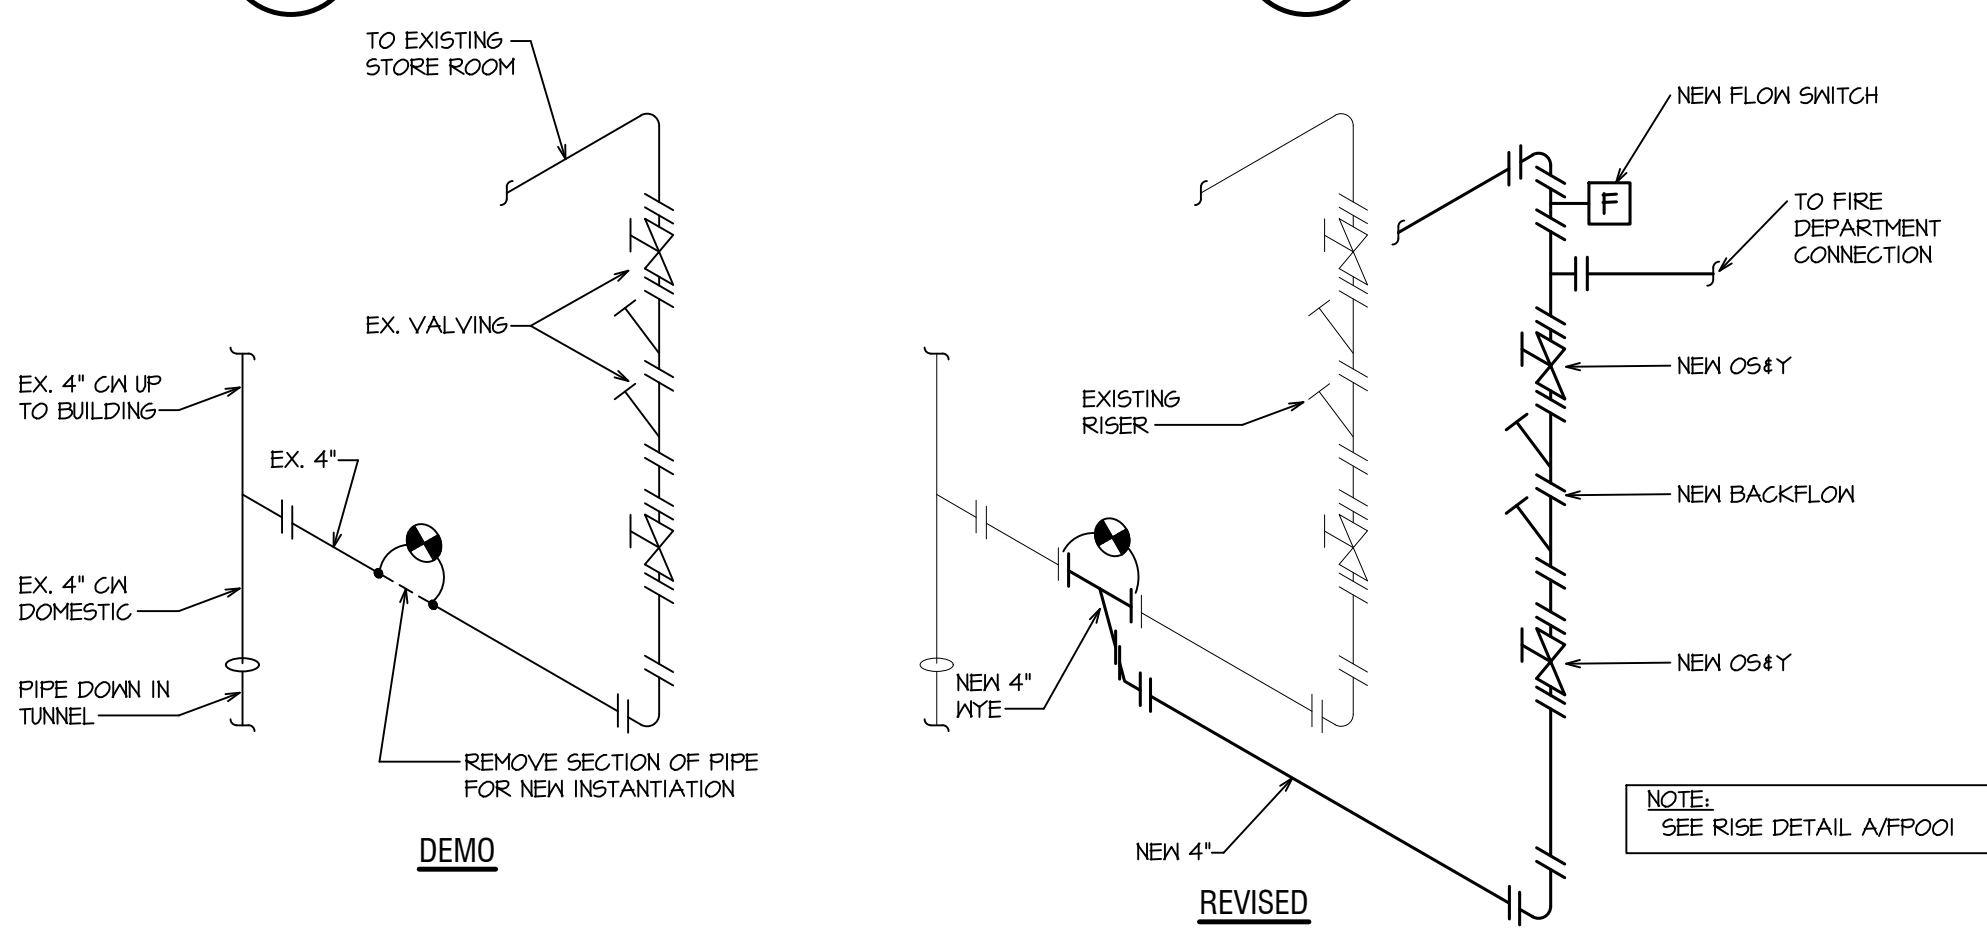 TO EXISTING
STORE ROOM
EX. VALVING
EX. 4" CW UP
TO BUILDING
EX. 4"
EX. 4" CW
DOMESTIC
PIPE DOWN IN
TUNNEL
REMOVE SECTION OF PIPE
FOR NEW INSTANTIATION
DEMO
NEW FLOW SWITCH
F
TO FIRE
DEPARTMENT
CONNECTION
NEW OS&Y
EXISTING
RISER
NEW BACKFLOW
NEW OS&Y
NEW 4"
WYE
NEW 4"
NOTE:
SEE RISE DETAIL A/FP001
REVISED